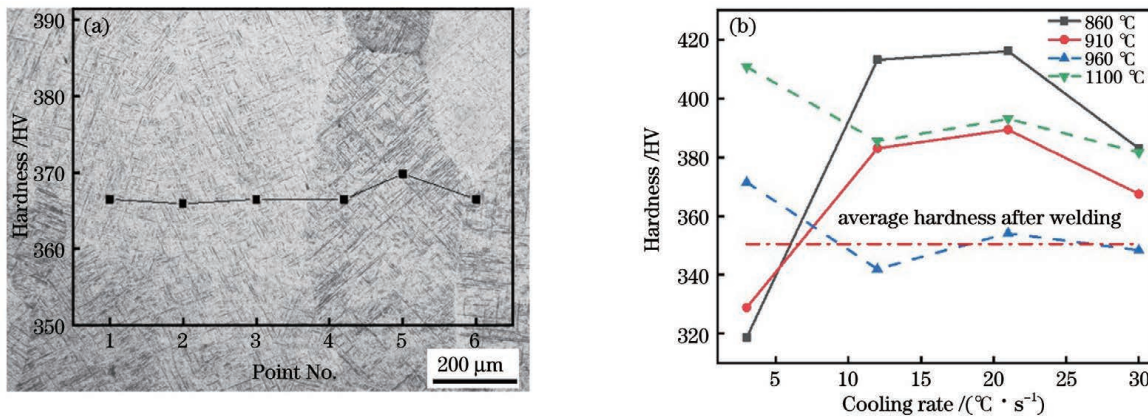 (a)
390
380
370
360
350
Hardness /HV
1 2 3 4 5 6
Point No.
200 μm
(b)
860 ℃
910 ℃
960 ℃
1100 ℃
420
400
380
360
340
320
Hardness /HV
average hardness after welding
5 10 15 20 25 30
Cooling rate /(℃·s⁻¹)